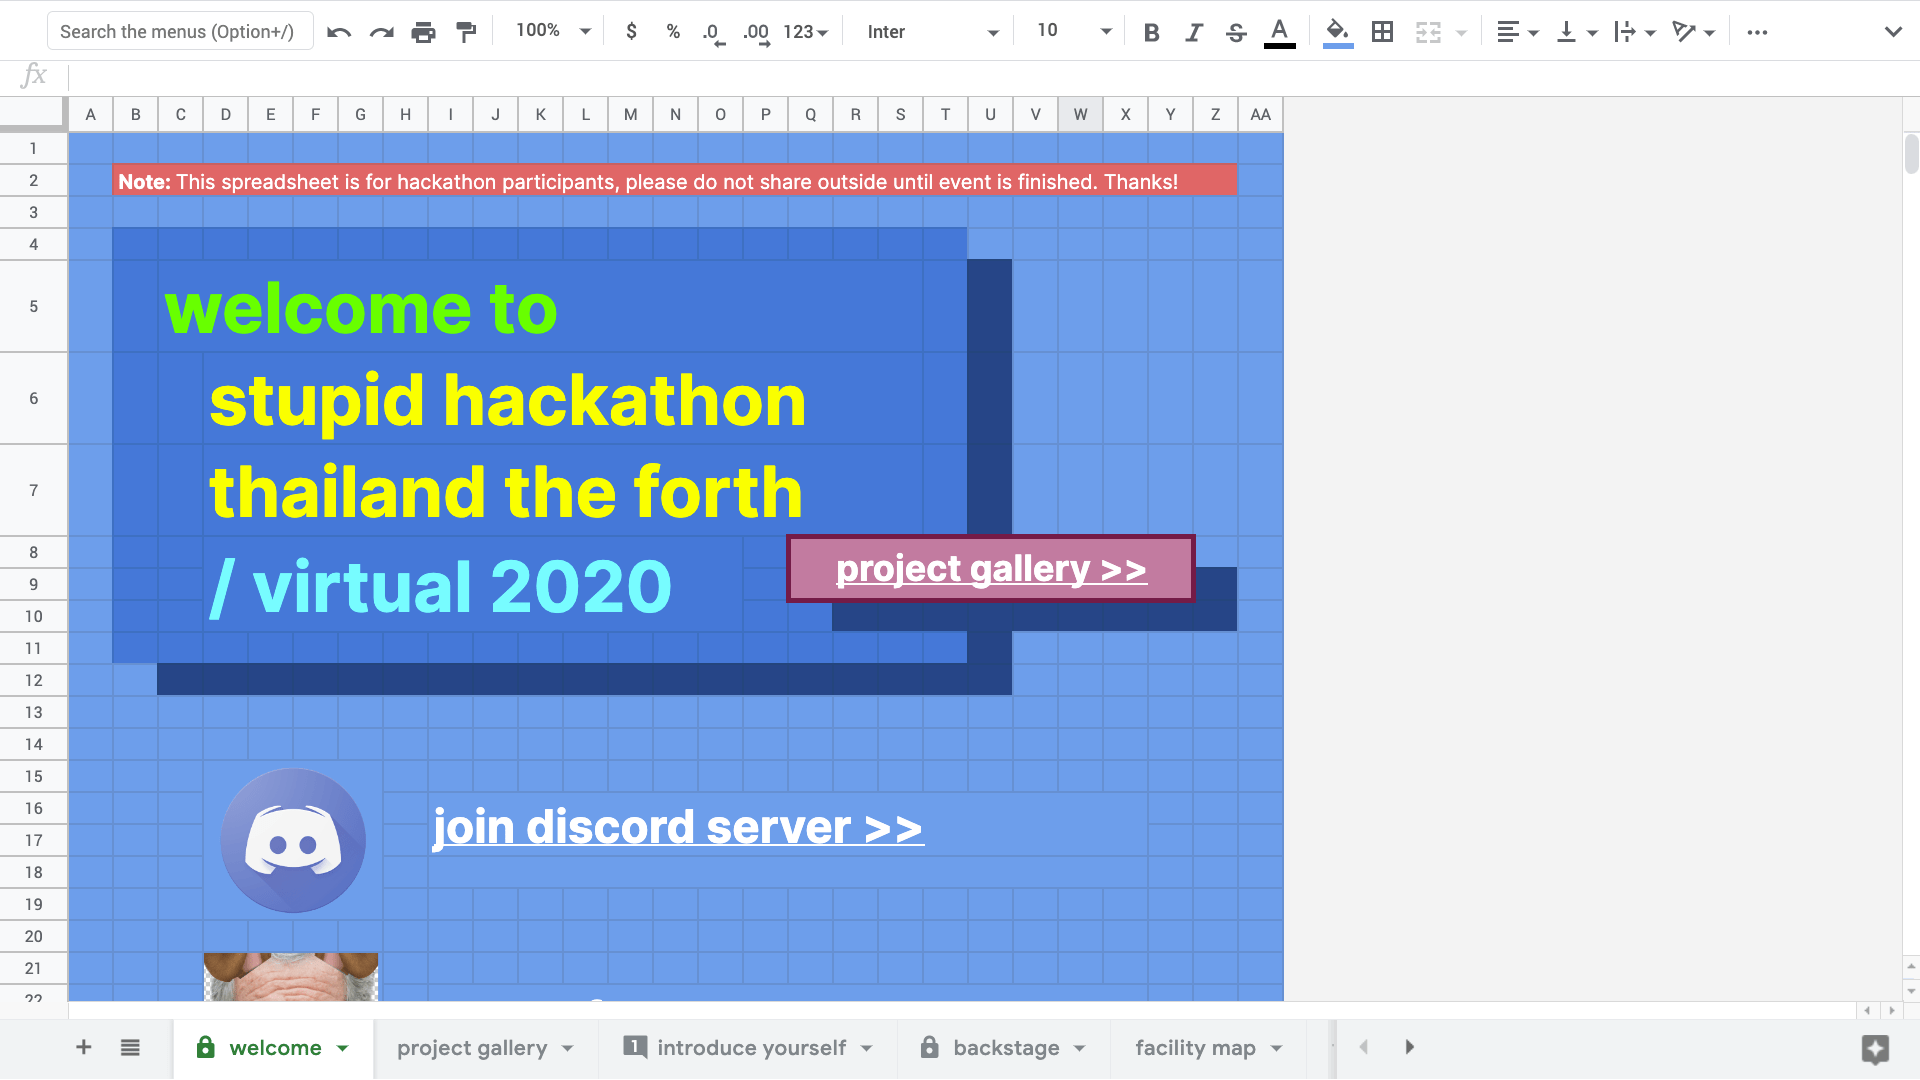 Search the menus (Option+/)
100%
$ % .0 .00 123
Inter
10
B I S A
fx
A B C D E F G H I J K L M N O P Q R S T U V W X Y Z AA
1
2
Note: This spreadsheet is for hackathon participants, please do not share outside until event is finished. Thanks!
3
4
5
welcome to
6
stupid hackathon
7
thailand the forth
8
project gallery >>
9
/ virtual 2020
10
11
12
13
14
15
16
join discord server >>
17
18
19
20
21
22
welcome
project gallery
1
introduce yourself
backstage
facility map